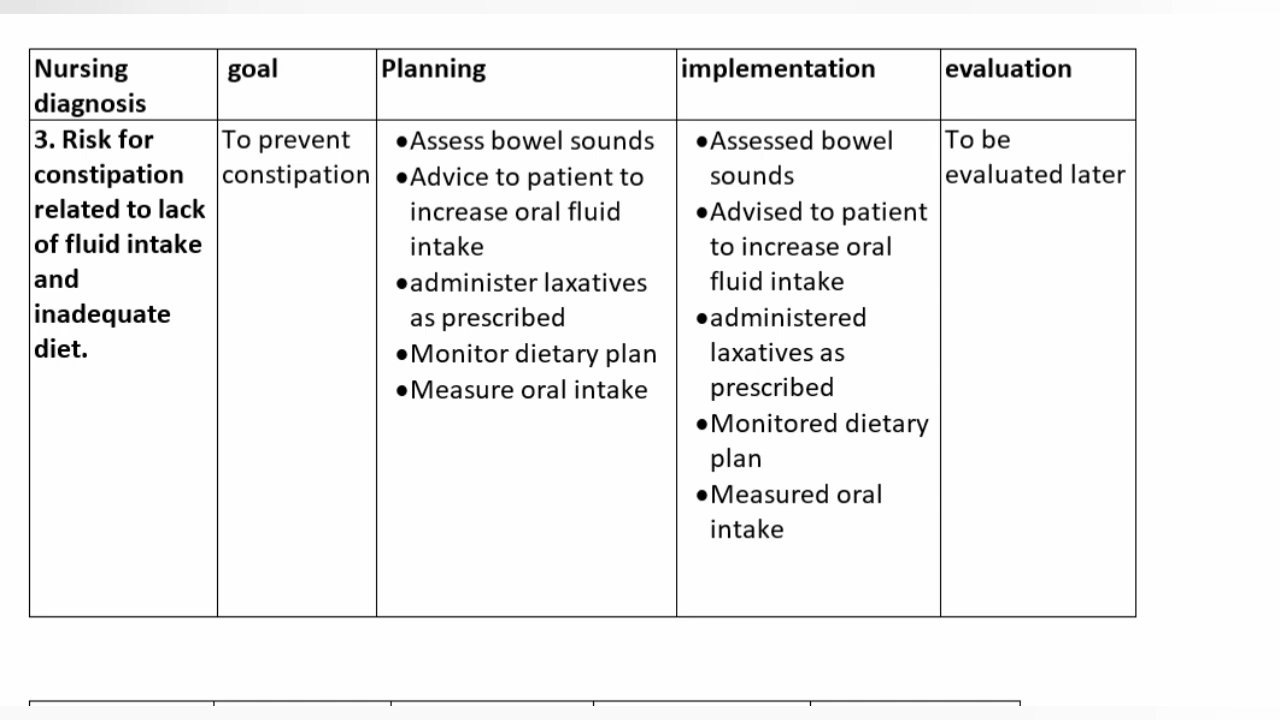 Nursing diagnosis
goal
Planning
implementation
evaluation
3. Risk for
constipation
related to lack
of fluid intake
and
inadequate
diet.
To prevent
constipation
•Assess bowel sounds
•Advice to patient to
increase oral fluid
intake
•administer laxatives
as prescribed
•Monitor dietary plan
•Measure oral intake
•Assessed bowel
sounds
•Advised to patient
to increase oral
fluid intake
•administered
laxatives as
prescribed
•Monitored dietary
plan
•Measured oral
intake
To be
evaluated later